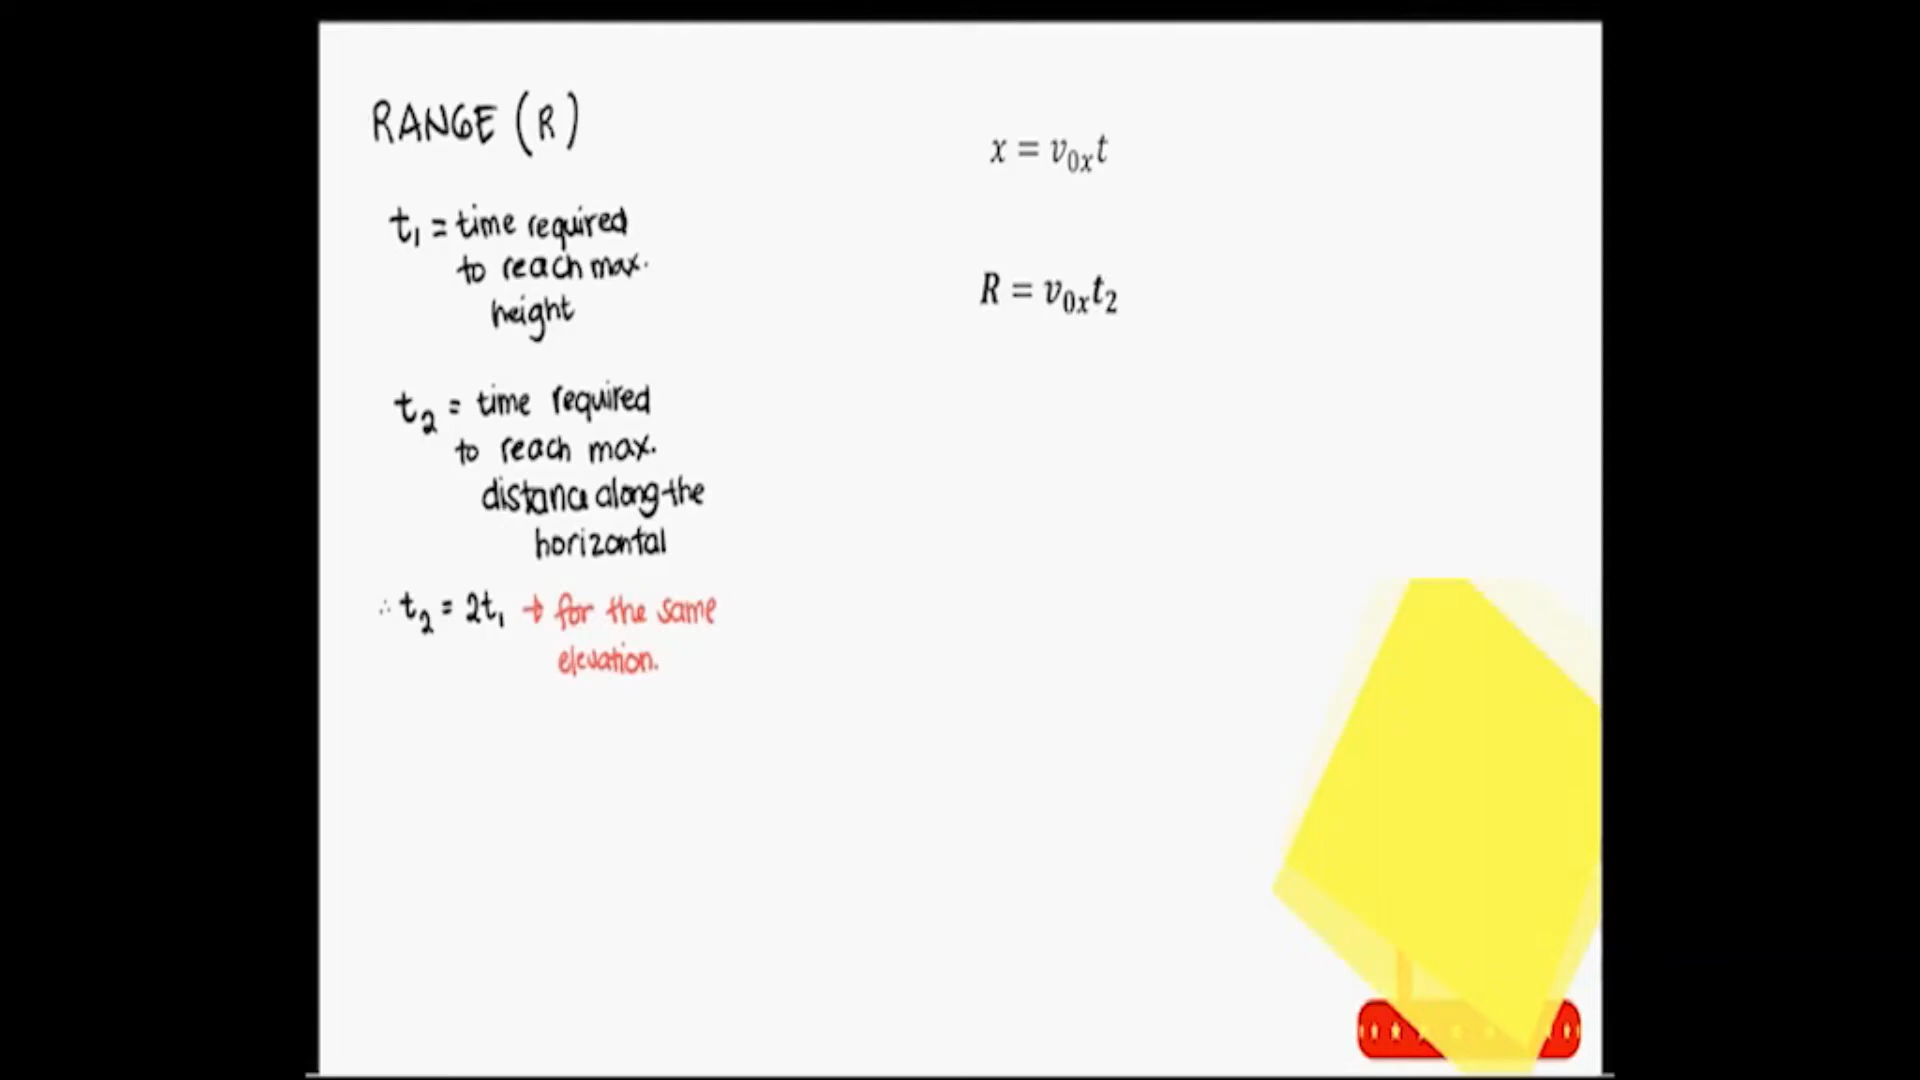 RANGE (R)
t₁ = time required
to reach max.
height
t₂ = time required
to reach max.
distance along the
horizontal
∴ t₂ = 2t₁ → for the same
elevation.
x = v₀ₓt
R = v₀ₓt₂